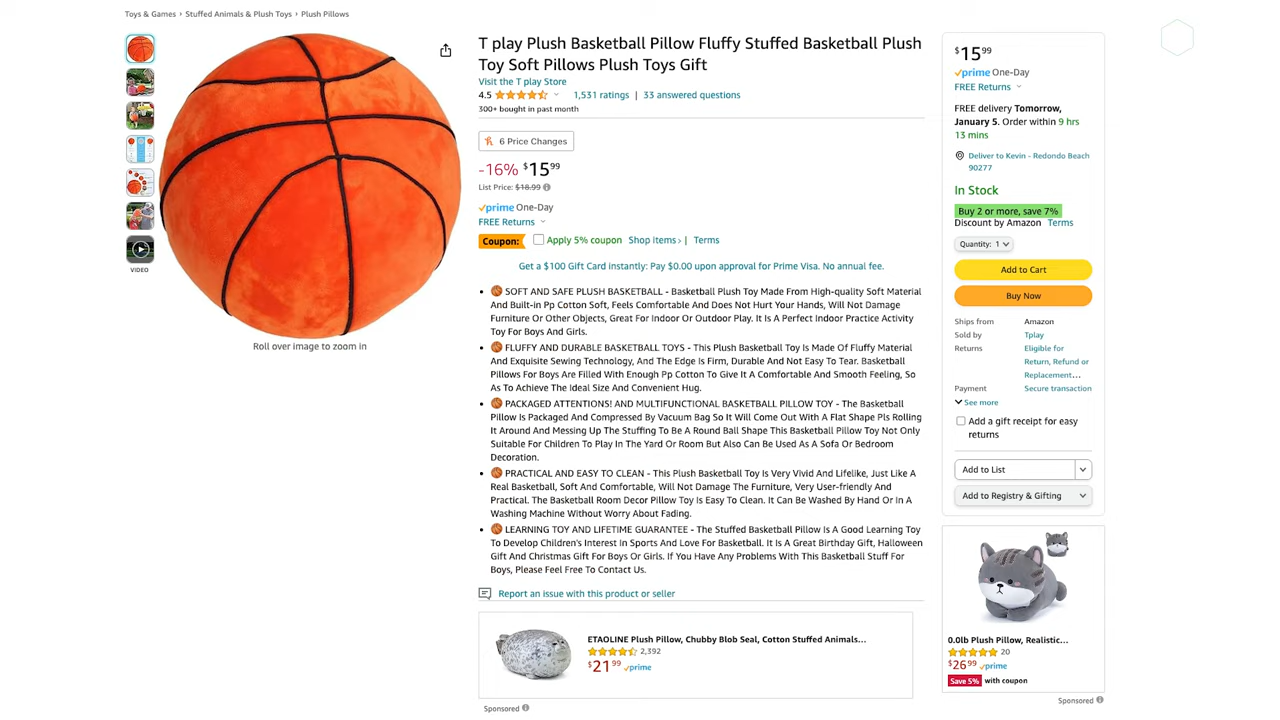 Toys & Games › Stuffed Animals & Plush Toys › Plush Pillows
VIDEO
Roll over image to zoom in
T play Plush Basketball Pillow Fluffy Stuffed Basketball Plush
Toy Soft Pillows Plush Toys Gift
Visit the T play Store
4.5 1,531 ratings | 33 answered questions
300+ bought in past month
6 Price Changes
-16% $15 99
List Price: $18.99
prime One-Day
FREE Returns
Coupon: Apply 5% coupon Shop items › | Terms
Get a $100 Gift Card instantly: Pay $0.00 upon approval for Prime Visa. No annual fee.
• SOFT AND SAFE PLUSH BASKETBALL - Basketball Plush Toy Made From High-quality Soft Material
And Built-in Pp Cotton Soft, Feels Comfortable And Does Not Hurt Your Hands, Will Not Damage
Furniture Or Other Objects, Great For Indoor Or Outdoor Play. It Is A Perfect Indoor Practice Activity
Toy For Boys And Girls.
• FLUFFY AND DURABLE BASKETBALL TOYS - This Plush Basketball Toy Is Made Of Fluffy Material
And Exquisite Sewing Technology, And The Edge Is Firm, Durable And Not Easy To Tear. Basketball
Pillows For Boys Are Filled With Enough Pp Cotton To Give It A Comfortable And Smooth Feeling, So
As To Achieve The Ideal Size And Convenient Hug.
• PACKAGED ATTENTIONS! AND MULTIFUNCTIONAL BASKETBALL PILLOW TOY - The Basketball
Pillow Is Packaged And Compressed By Vacuum Bag So It Will Come Out With A Flat Shape Pls Rolling
It Around And Messing Up The Stuffing To Be A Round Ball Shape This Basketball Pillow Toy Not Only
Suitable For Children To Play In The Yard Or Room But Also Can Be Used As A Sofa Or Bedroom
Decoration.
• PRACTICAL AND EASY TO CLEAN - This Plush Basketball Toy Is Very Vivid And Lifelike, Just Like A
Real Basketball, Soft And Comfortable, Will Not Damage The Furniture, Very User-friendly And
Practical. The Basketball Room Decor Pillow Toy Is Easy To Clean. It Can Be Washed By Hand Or In A
Washing Machine Without Worry About Fading.
• LEARNING TOY AND LIFETIME GUARANTEE - The Stuffed Basketball Pillow Is A Good Learning Toy
To Develop Children's Interest In Sports And Love For Basketball. It Is A Great Birthday Gift, Halloween
Gift And Christmas Gift For Boys Or Girls. If You Have Any Problems With This Basketball Stuff For
Boys, Please Feel Free To Contact Us.
Report an issue with this product or seller
ETAOLINE Plush Pillow, Chubby Blob Seal, Cotton Stuffed Animals...
2,392
$21 99 prime
Sponsored
$15 99
prime One-Day
FREE Returns
FREE delivery Tomorrow,
January 5. Order within 9 hrs
13 mins
Deliver to Kevin - Redondo Beach
90277
In Stock
Buy 2 or more, save 7%
Discount by Amazon Terms
Quantity: 1
Add to Cart
Buy Now
Ships from Amazon
Sold by Tplay
Returns Eligible for
Return, Refund or
Replacement...
Payment Secure transaction
See more
Add a gift receipt for easy
returns
Add to List
Add to Registry & Gifting
0.0lb Plush Pillow, Realistic...
20
$26 99 prime
Save 5% with coupon
Sponsored